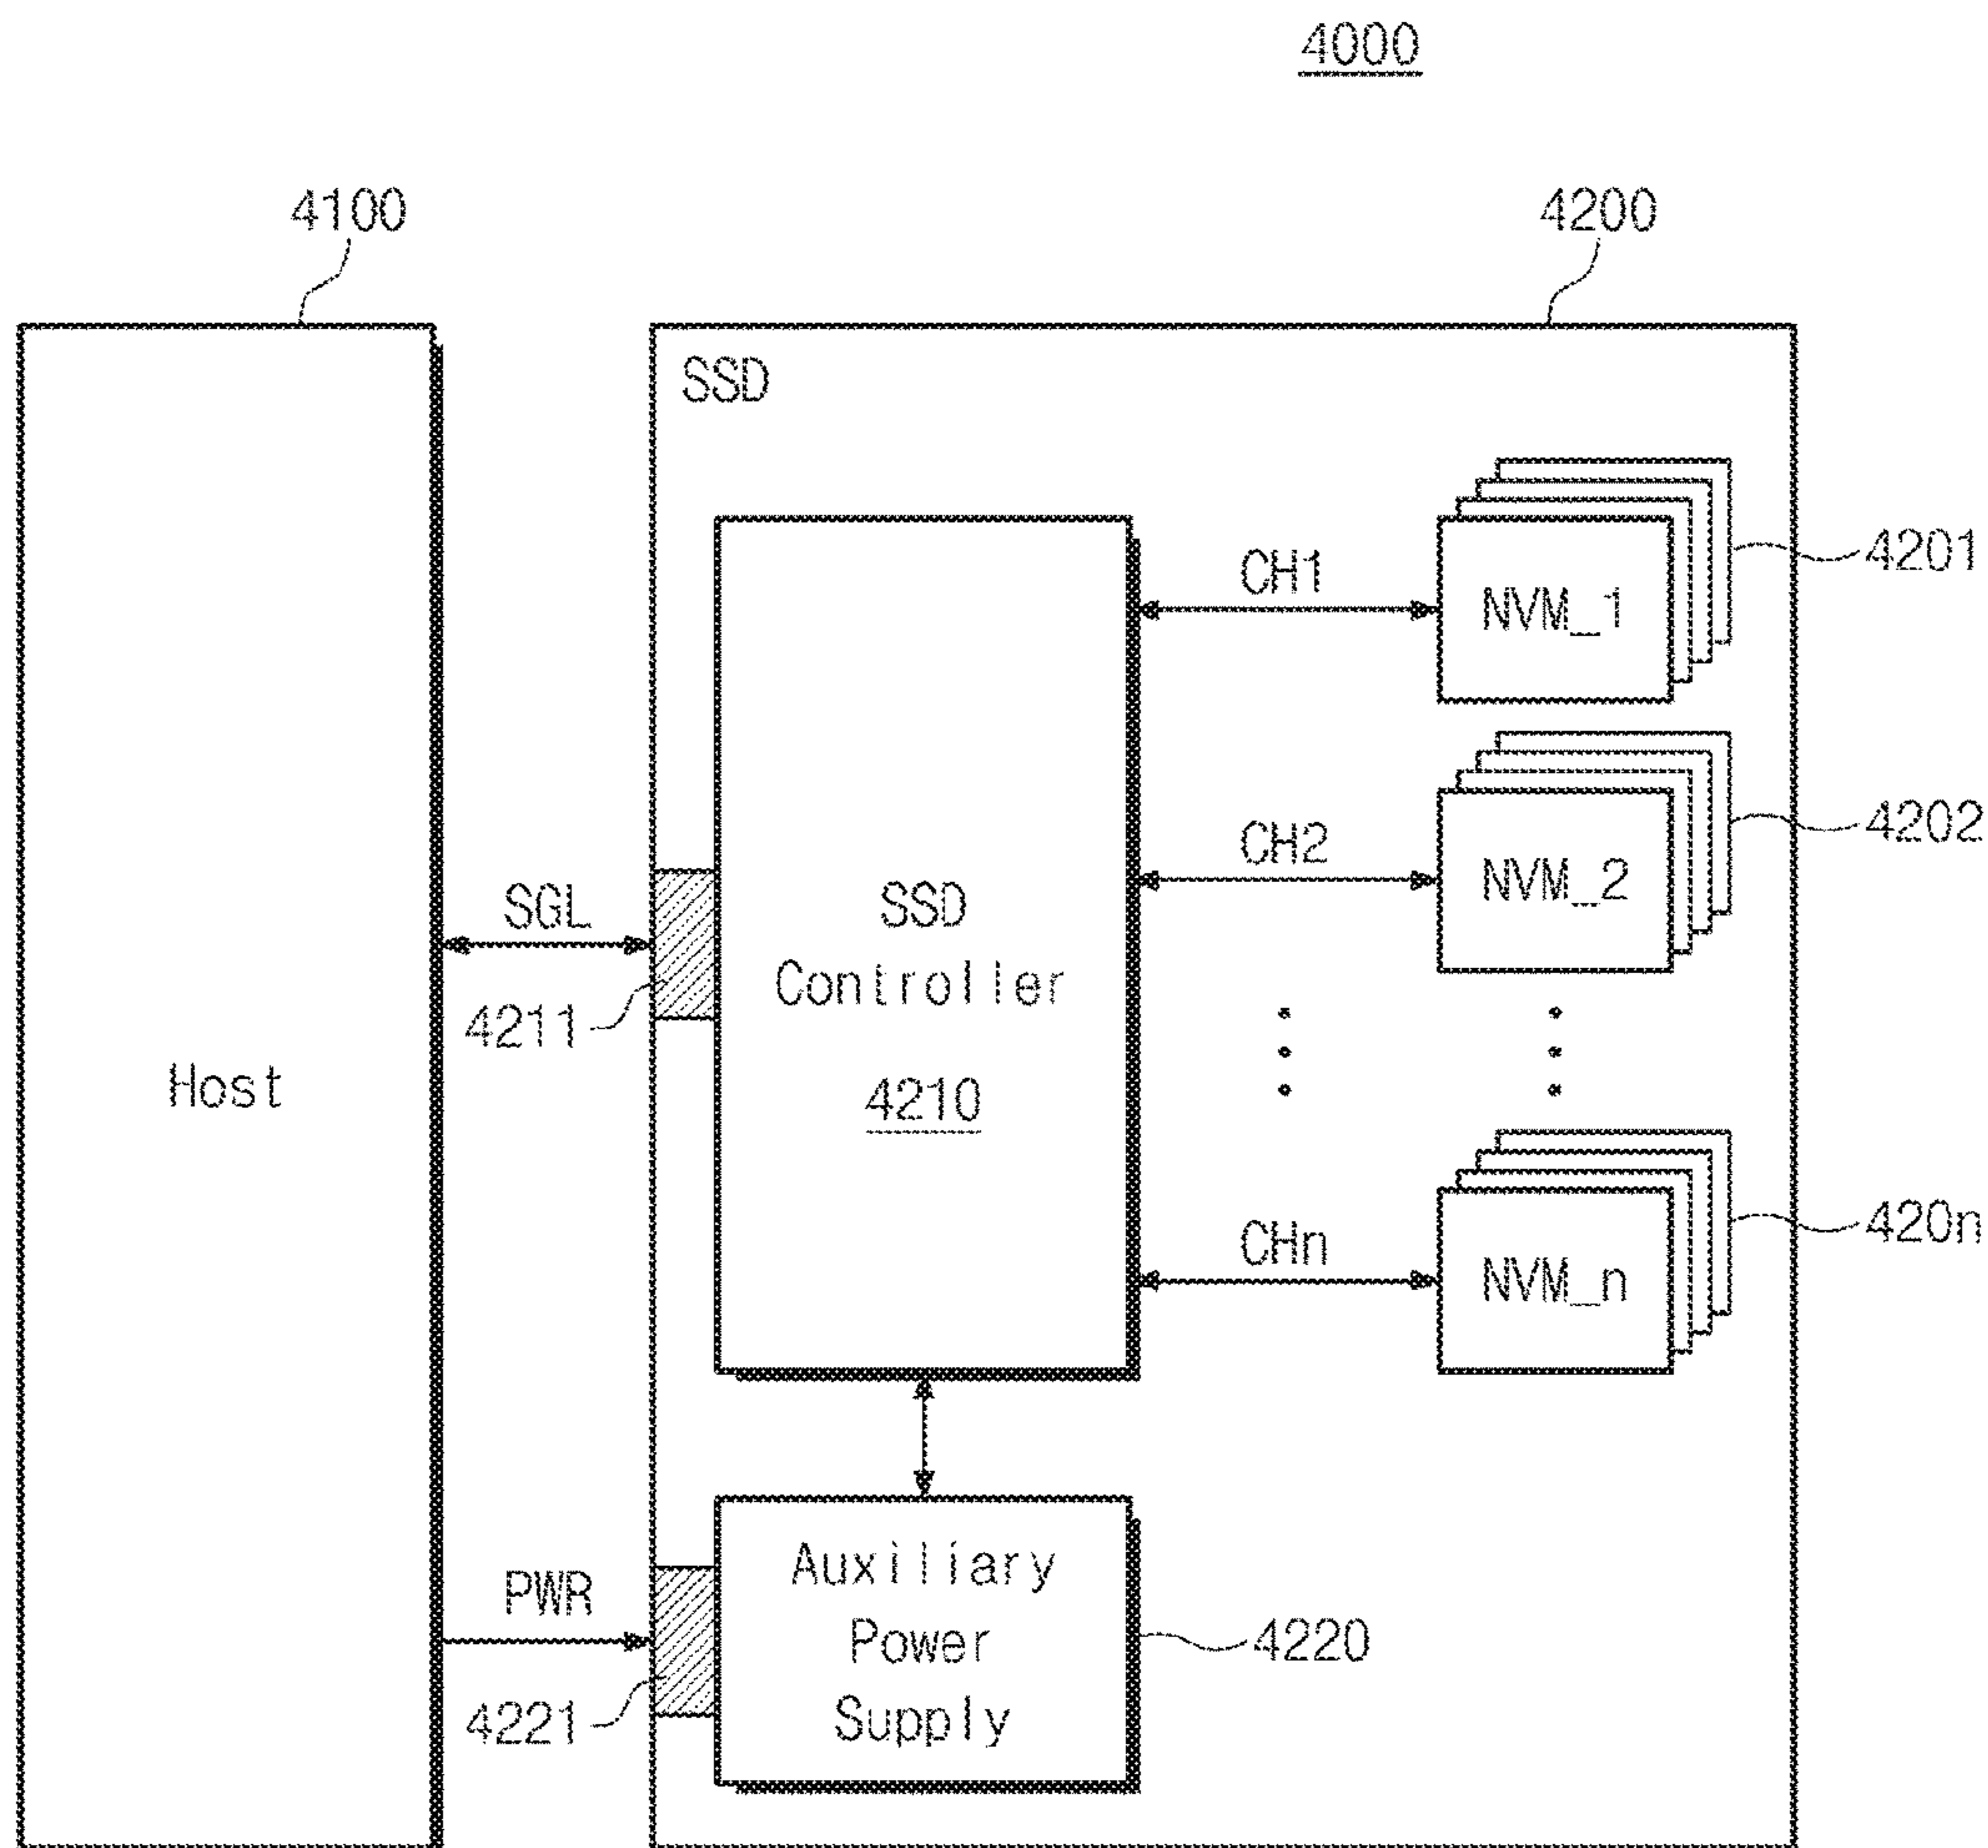 4000
4100
4200
SSD
CH1
NVM_1
4201
CH2
NVM_2
4202
SGL
4211
SSD
Controller
4210
Host
CHn
NVM_n
420n
PWR
4221
Auxiliary
Power
Supply
4220